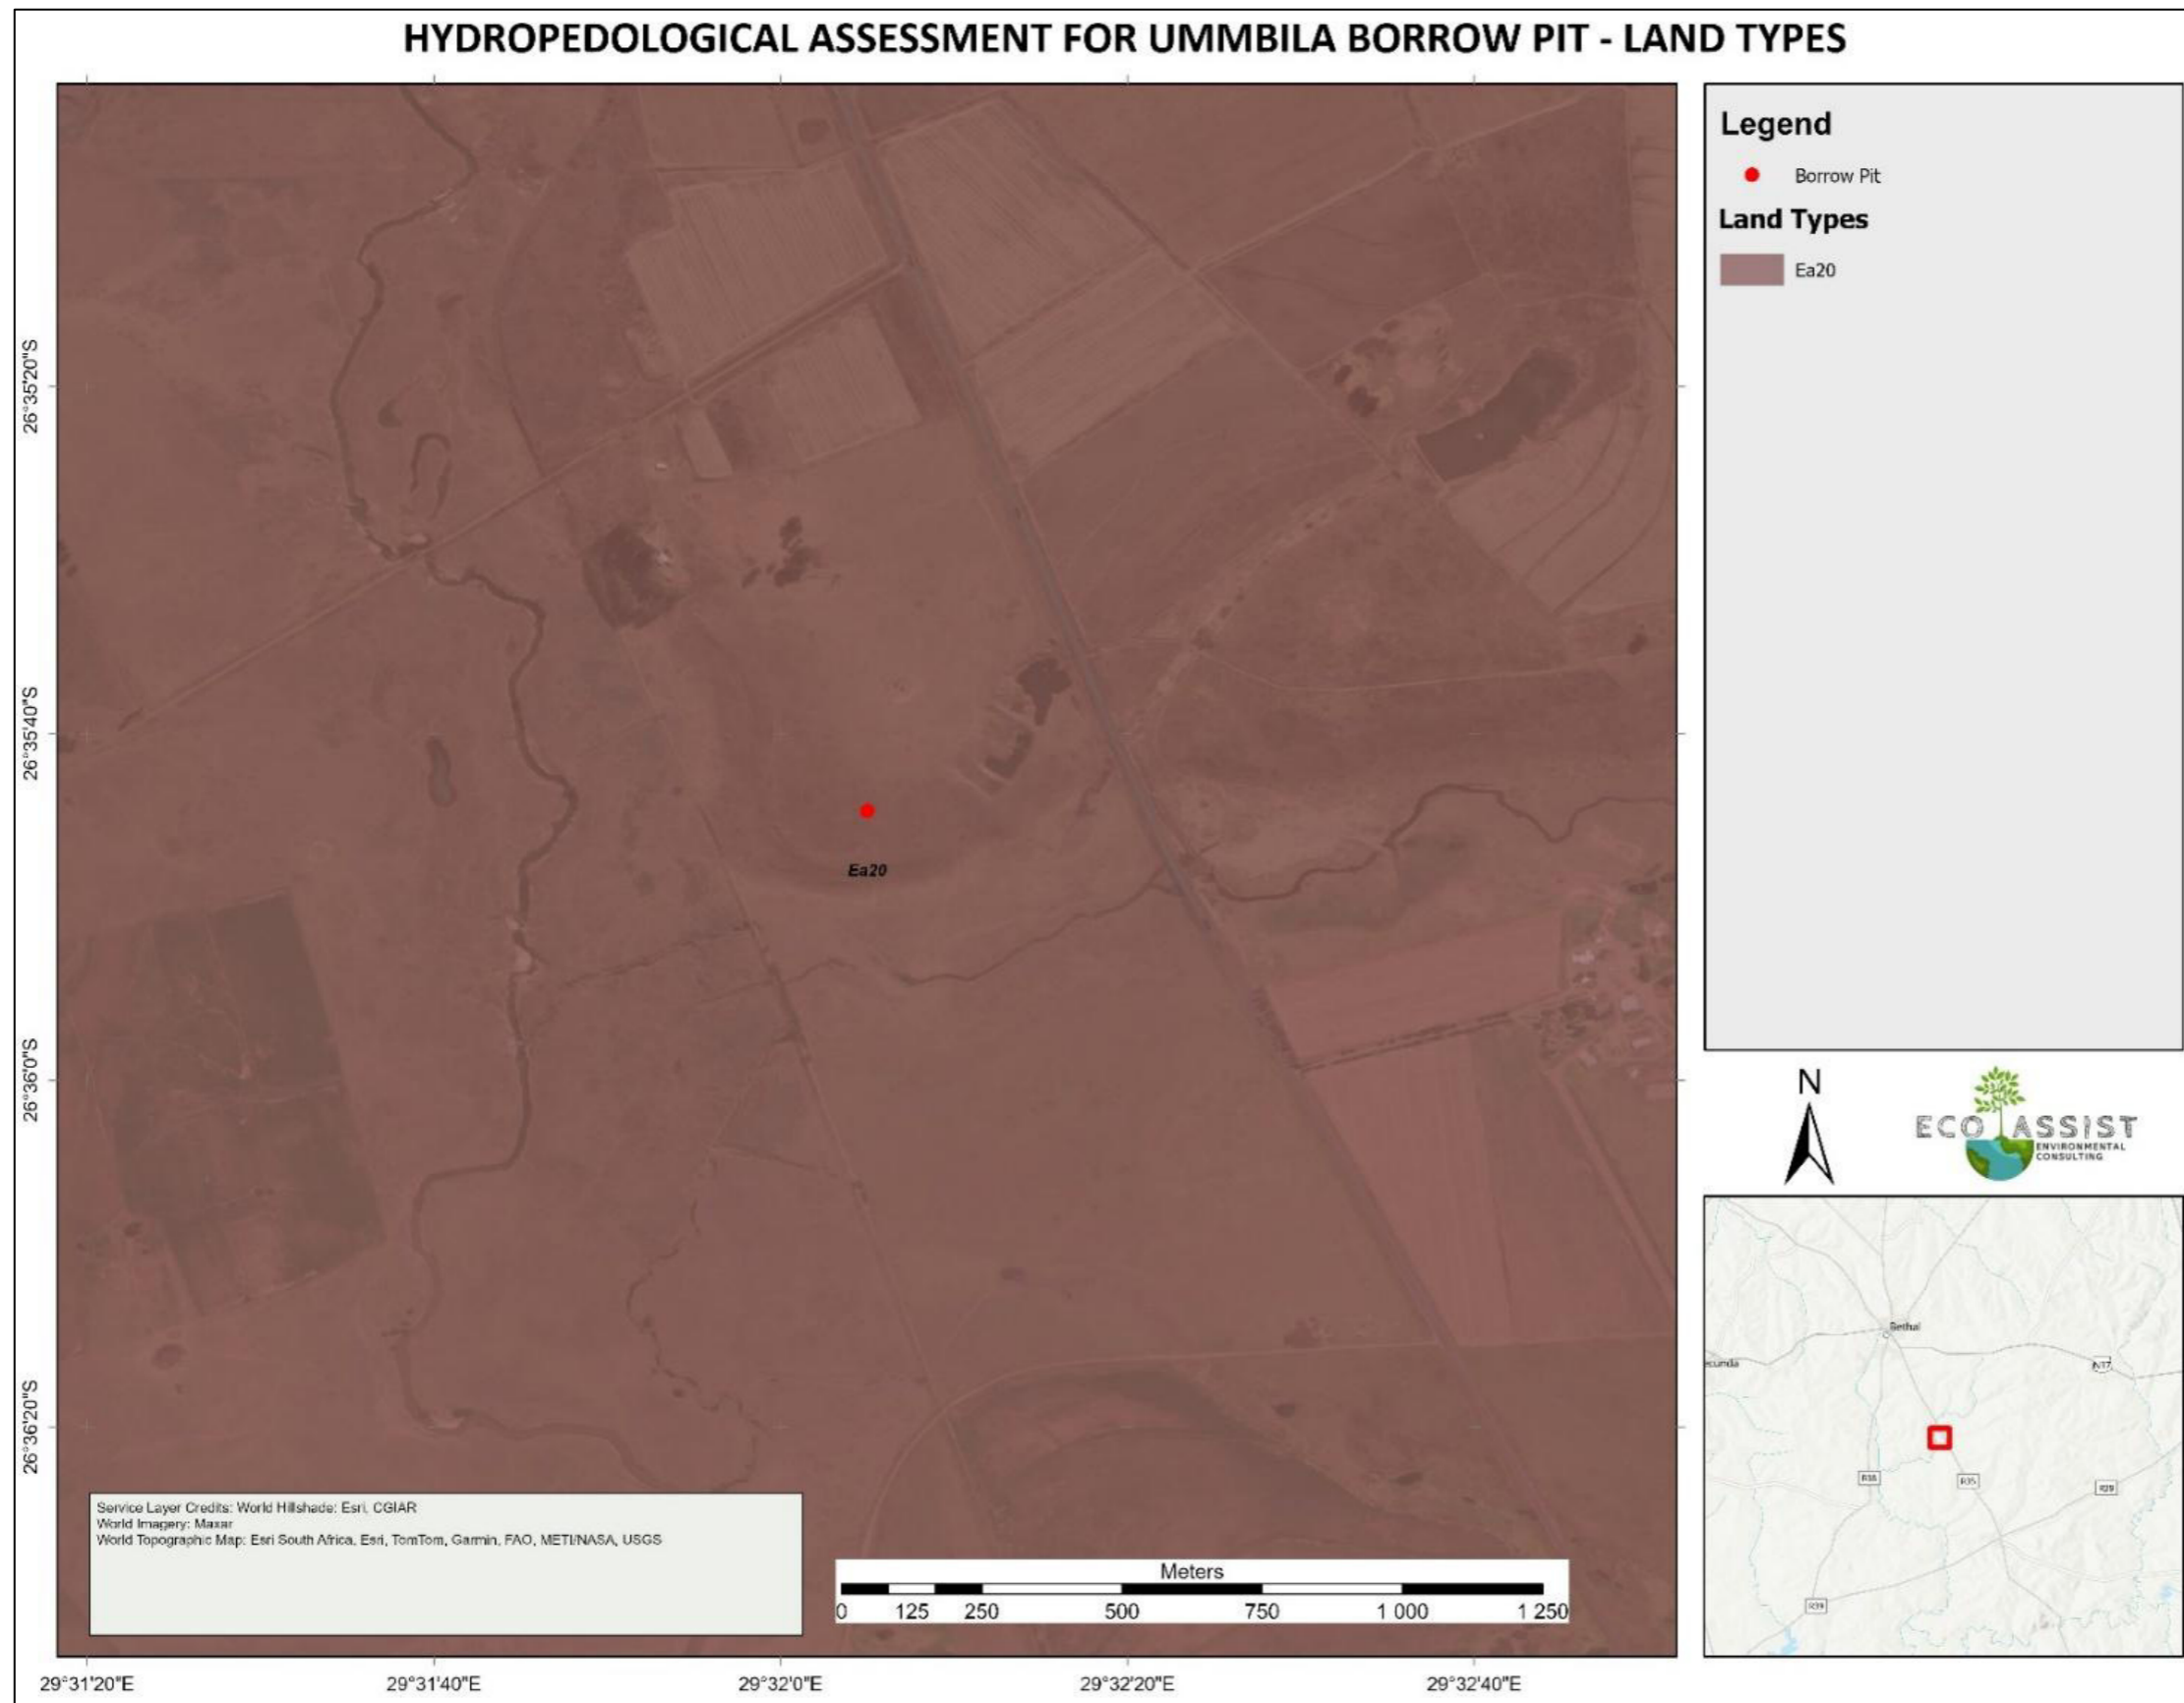 HYDROPEDOLOGICAL ASSESSMENT FOR UMMBILA BORROW PIT - LAND TYPES
Legend
Borrow Pit
Land Types
Ea20
26°35'20"S
26°35'40"S
26°36'0"S
26°36'20"S
Ea20
N
ECO ASSIST
ENVIRONMENTAL
CONSULTING
Bethal
ecunda
N17
R38
R35
R39
R39
Service Layer Credits: World Hillshade: Esri, CGIAR
World Imagery: Maxar
World Topographic Map: Esri South Africa, Esri, TomTom, Garmin, FAO, METI/NASA, USGS
Meters
0 125 250 500 750 1 000 1 250
29°31'20"E 29°31'40"E 29°32'0"E 29°32'20"E 29°32'40"E